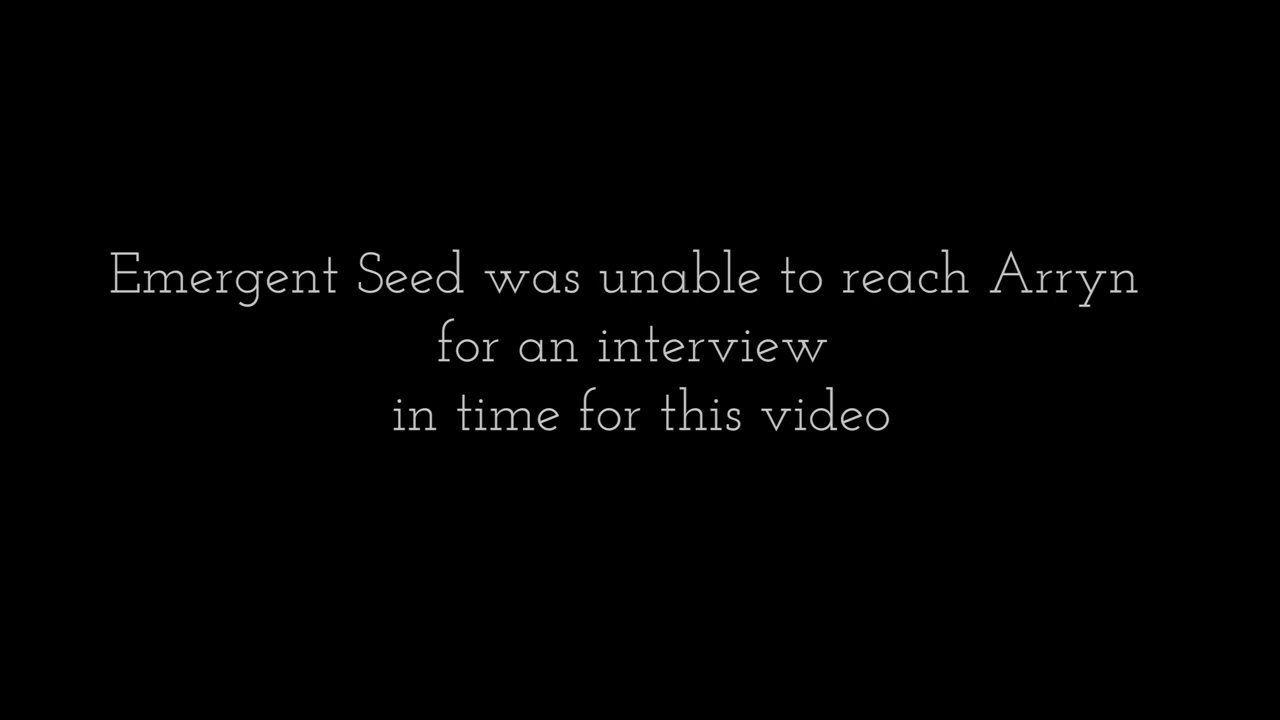 Emergent Seed was unable to reach Arryn
for an interview
in time for this video